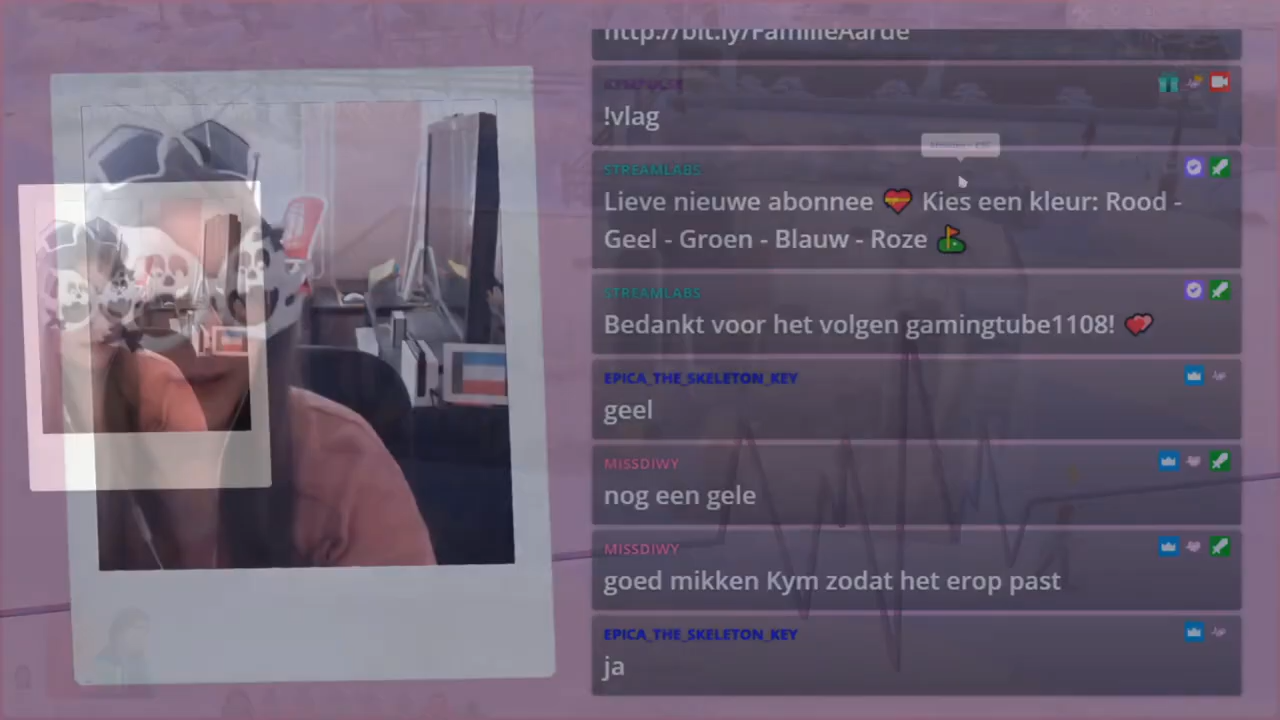 http://bit.ly/FamilieAarde
!vlag
STREAMLABS
Lieve nieuwe abonnee ❤️ Kies een kleur: Rood -
Geel - Groen - Blauw - Roze ⛳
STREAMLABS
Bedankt voor het volgen gamingtube1108! 💕
EPICA_THE_SKELETON_KEY
geel
MISSDIWY
nog een gele
MISSDIWY
goed mikken Kym zodat het erop past
EPICA_THE_SKELETON_KEY
ja